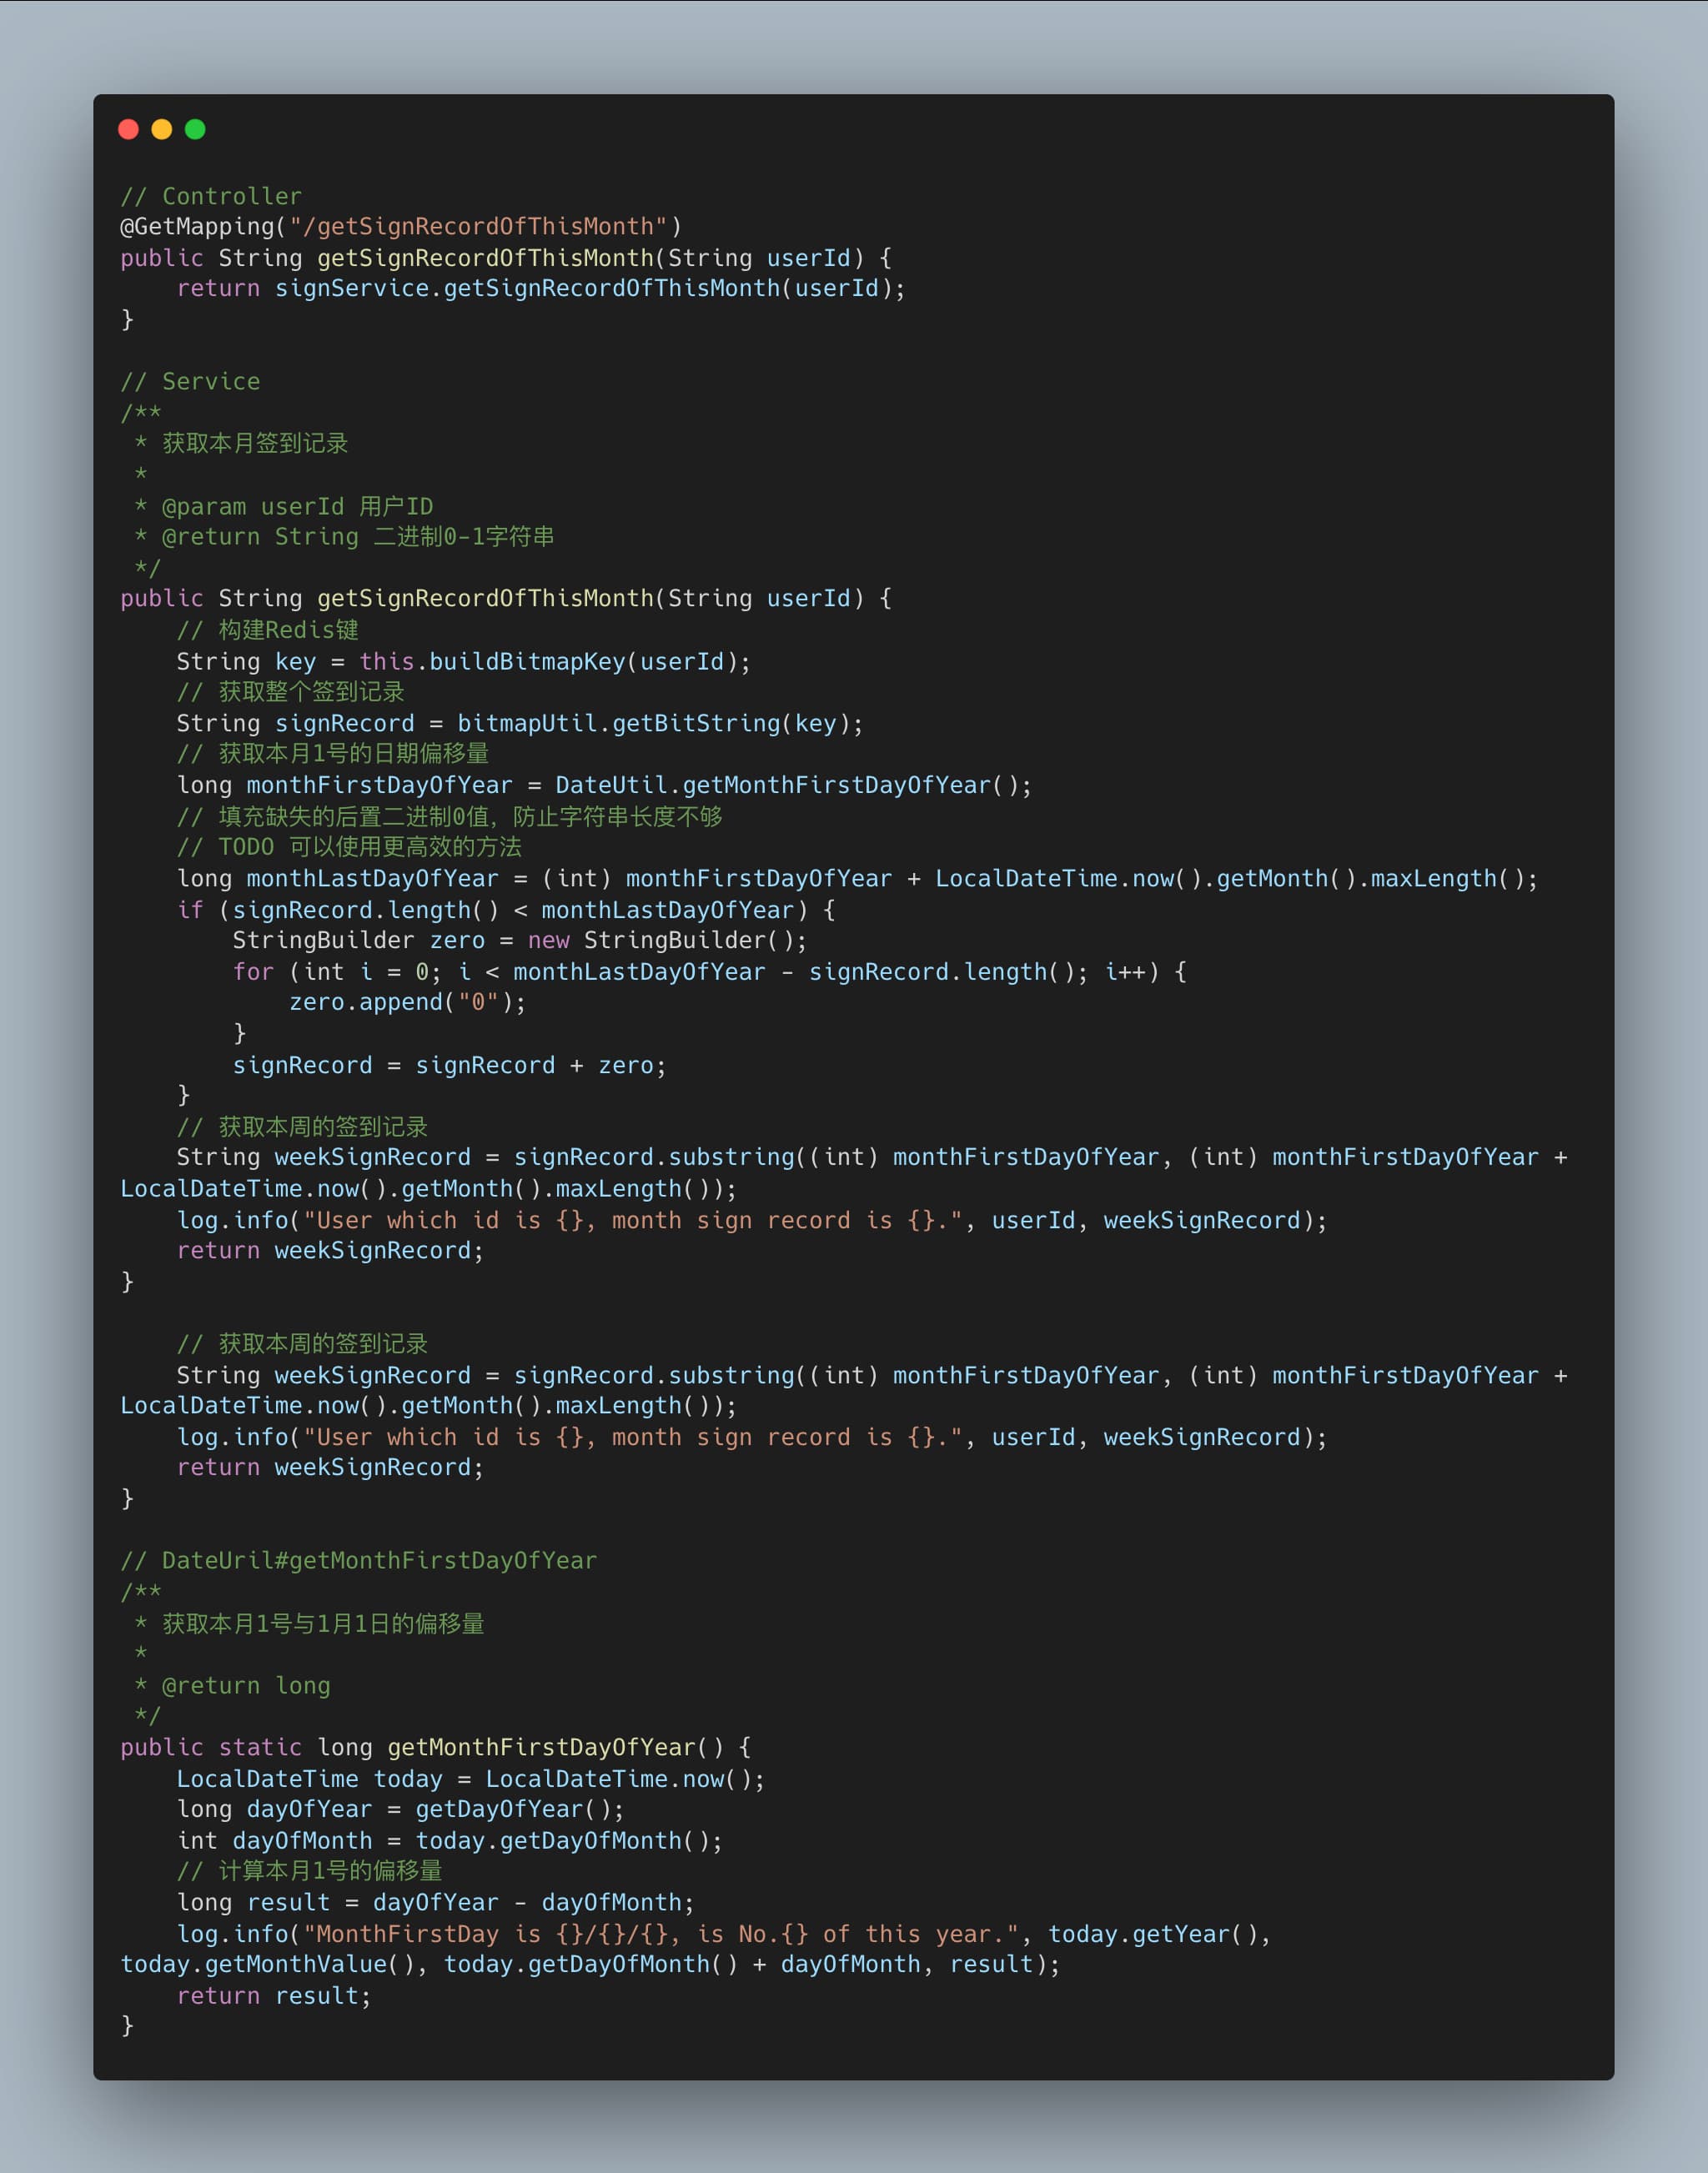 // Controller
@GetMapping("/getSignRecordOfThisMonth")
public String getSignRecordOfThisMonth(String userId) {
    return signService.getSignRecordOfThisMonth(userId);
}

// Service
/**
 * 获取本月签到记录
 *
 * @param userId 用户ID
 * @return String 二进制0-1字符串
 */
public String getSignRecordOfThisMonth(String userId) {
    // 构建Redis键
    String key = this.buildBitmapKey(userId);
    // 获取整个签到记录
    String signRecord = bitmapUtil.getBitString(key);
    // 获取本月1号的日期偏移量
    long monthFirstDayOfYear = DateUtil.getMonthFirstDayOfYear();
    // 填充缺失的后置二进制0值，防止字符串长度不够
    // TODO 可以使用更高效的方法
    long monthLastDayOfYear = (int) monthFirstDayOfYear + LocalDateTime.now().getMonth().maxLength();
    if (signRecord.length() < monthLastDayOfYear) {
        StringBuilder zero = new StringBuilder();
        for (int i = 0; i < monthLastDayOfYear - signRecord.length(); i++) {
            zero.append("0");
        }
        signRecord = signRecord + zero;
    }
    // 获取本周的签到记录
    String weekSignRecord = signRecord.substring((int) monthFirstDayOfYear, (int) monthFirstDayOfYear +
LocalDateTime.now().getMonth().maxLength());
    log.info("User which id is {}, month sign record is {}.", userId, weekSignRecord);
    return weekSignRecord;
}

    // 获取本周的签到记录
    String weekSignRecord = signRecord.substring((int) monthFirstDayOfYear, (int) monthFirstDayOfYear +
LocalDateTime.now().getMonth().maxLength());
    log.info("User which id is {}, month sign record is {}.", userId, weekSignRecord);
    return weekSignRecord;
}

// DateUril#getMonthFirstDayOfYear
/**
 * 获取本月1号与1月1日的偏移量
 *
 * @return long
 */
public static long getMonthFirstDayOfYear() {
    LocalDateTime today = LocalDateTime.now();
    long dayOfYear = getDayOfYear();
    int dayOfMonth = today.getDayOfMonth();
    // 计算本月1号的偏移量
    long result = dayOfYear - dayOfMonth;
    log.info("MonthFirstDay is {}/{}/{}, is No.{} of this year.", today.getYear(),
today.getMonthValue(), today.getDayOfMonth() + dayOfMonth, result);
    return result;
}